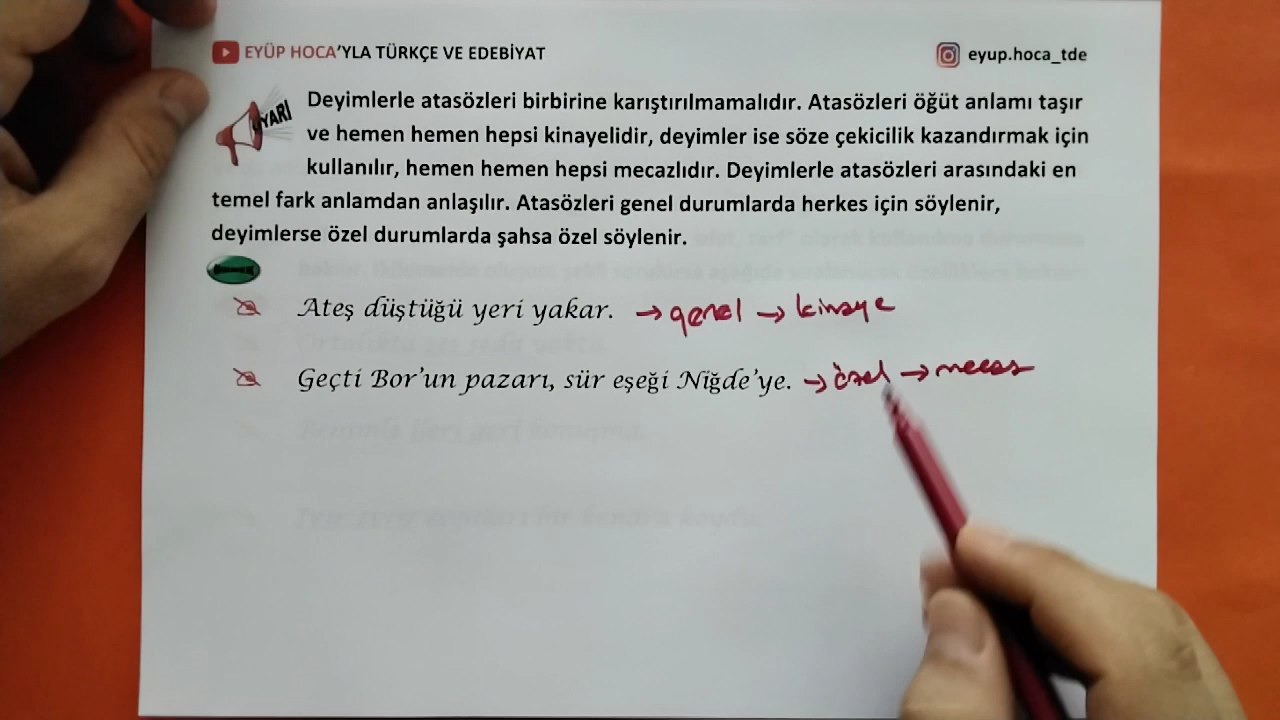 EYÜP HOCA'YLA TÜRKÇE VE EDEBİYAT
eyup.hoca_tde
UYARI
Deyimlerle atasözleri birbirine karıştırılmamalıdır. Atasözleri öğüt anlamı taşır
ve hemen hemen hepsi kinayelidir, deyimler ise söze çekicilik kazandırmak için
kullanılır, hemen hemen hepsi mecazlıdır. Deyimlerle atasözleri arasındaki en
temel fark anlamdan anlaşılır. Atasözleri genel durumlarda herkes için söylenir,
deyimlerse özel durumlarda şahsa özel söylenir.
Ateş düştüğü yeri yakar. → genel → kinaye
Geçti Bor'un pazarı, sür eşeği Niğde'ye. → özel → mecaz